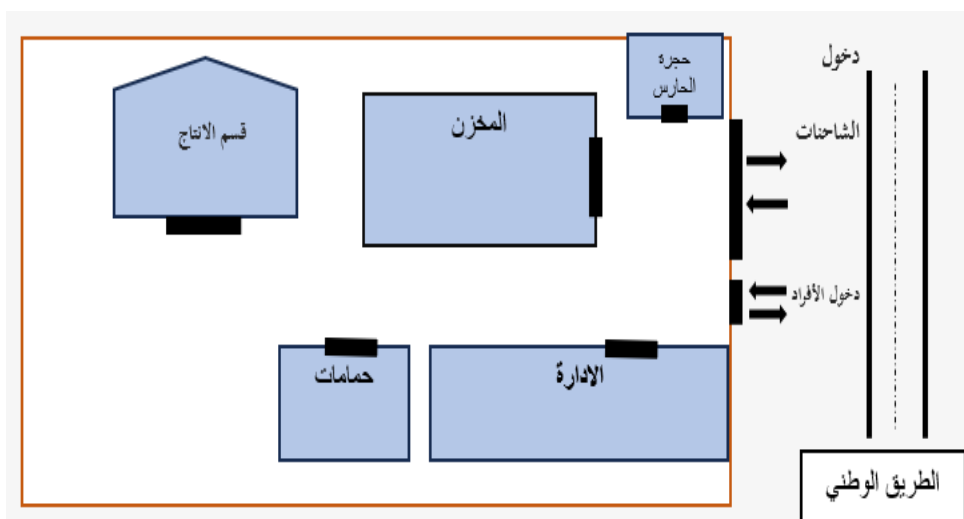 حجرة
الحارس
دخول
الشاحنات
المخزن
قسم الانتاج
دخول الأفراد
حمامات
الادارة
الطريق الوطني